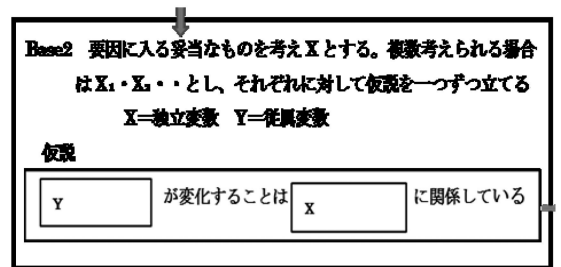 Base2 要因に入る妥当なものを考えXとする。複数考えられる場合
はX₁・X₂・・とし、それぞれに対して仮説を一つずつ立てる
X=独立変数 Y=従属変数
仮説
Y が変化することは X に関係している